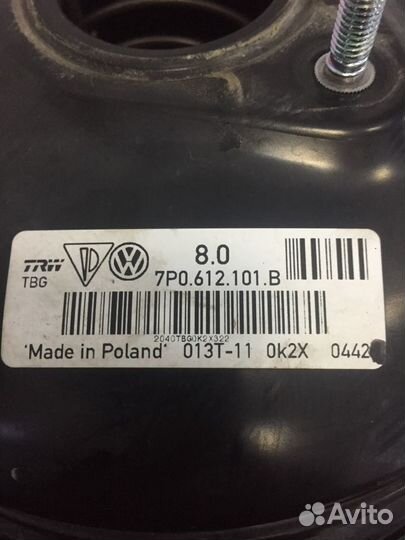 8.0
TRW
TBG
7P0.612.101.B
2040TBG0K2X322
"Made in Poland" 013T-11 0k2X 0442
Avito